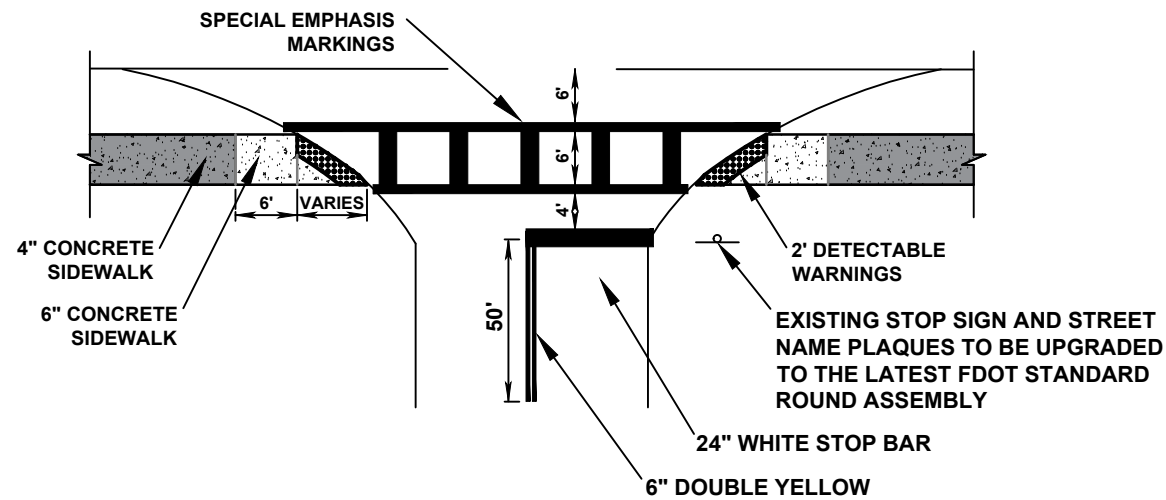 SPECIAL EMPHASIS
MARKINGS
6'
6'
4'
6'
VARIES
4" CONCRETE
SIDEWALK
6" CONCRETE
SIDEWALK
50'
2' DETECTABLE
WARNINGS
EXISTING STOP SIGN AND STREET
NAME PLAQUES TO BE UPGRADED
TO THE LATEST FDOT STANDARD
ROUND ASSEMBLY
24" WHITE STOP BAR
6" DOUBLE YELLOW